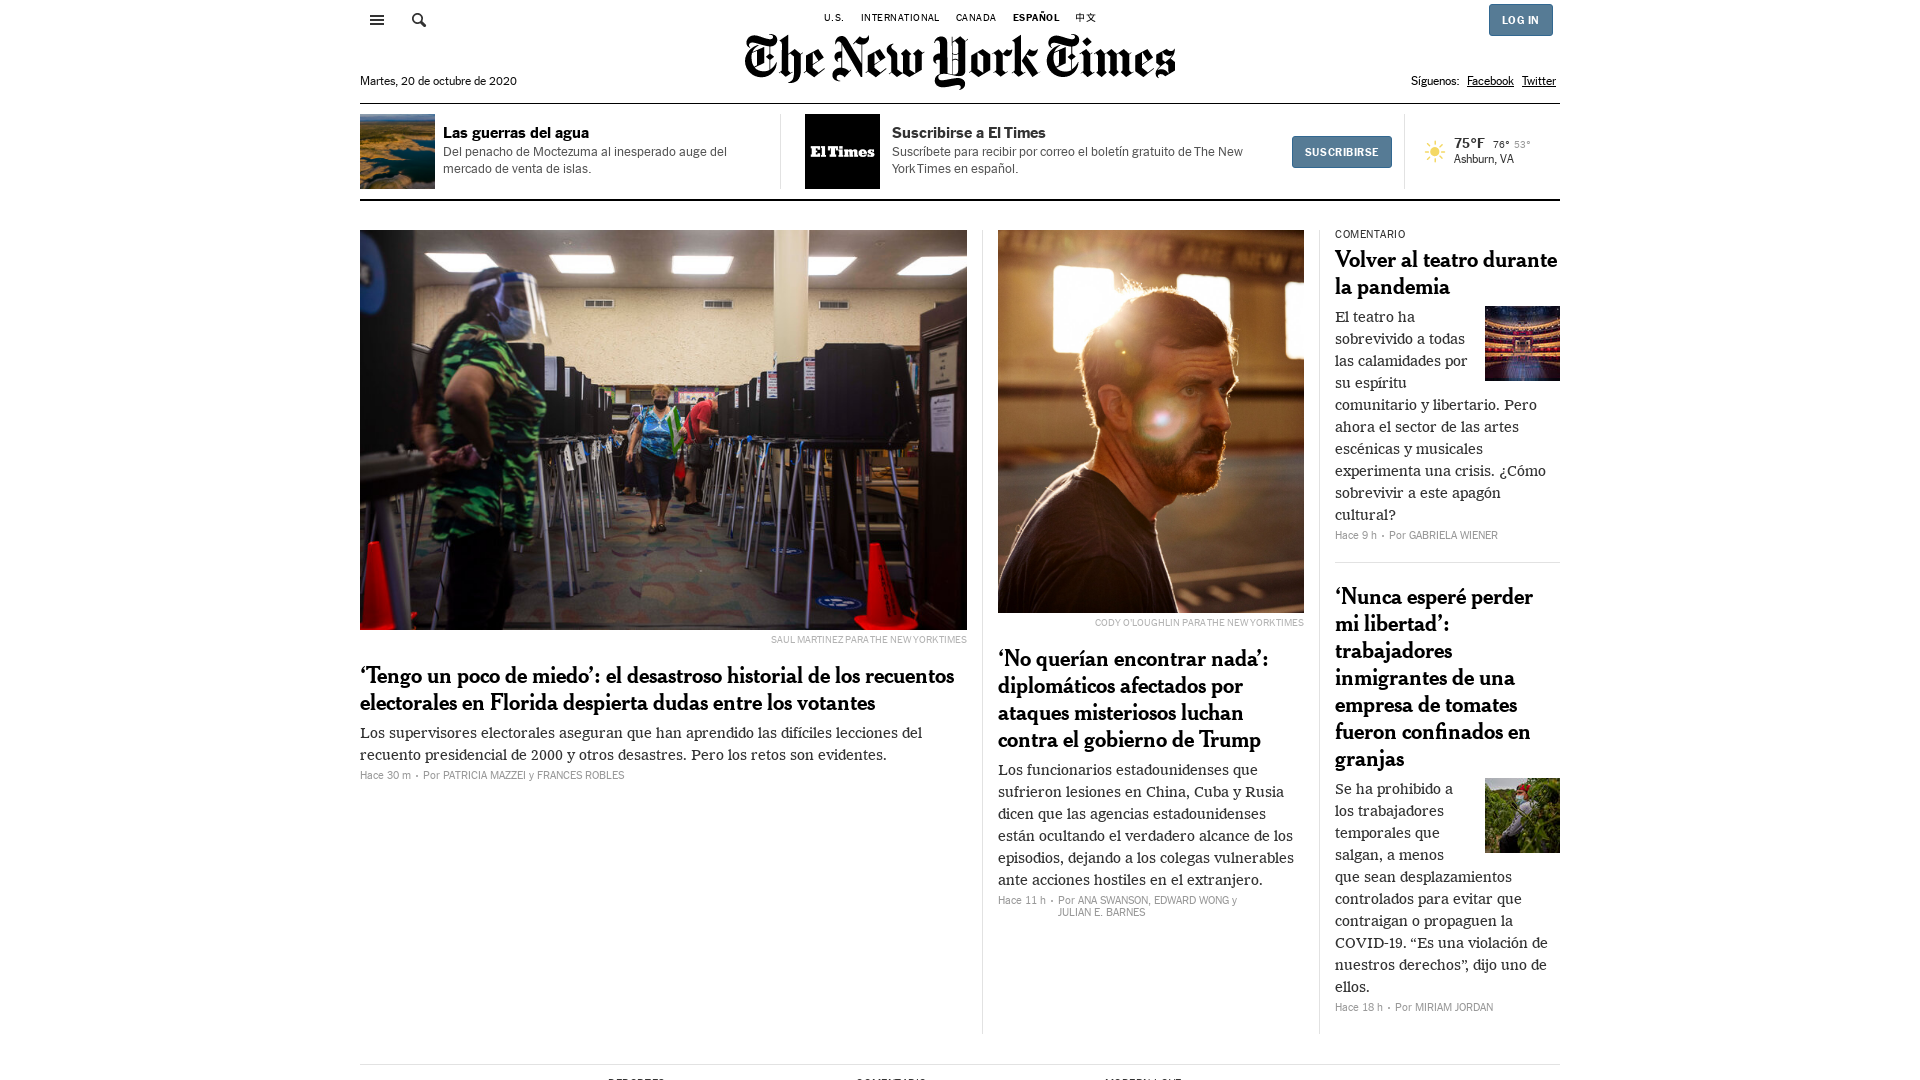 U.S. INTERNATIONAL CANADA ESPAÑOL 中文
LOG IN
The New York Times
Martes, 20 de octubre de 2020
Síguenos: Facebook Twitter
Las guerras del agua
Del penacho de Moctezuma al inesperado auge del
mercado de venta de islas.
El Times
Suscribirse a El Times
Suscríbete para recibir por correo el boletín gratuito de The New
York Times en español.
SUSCRIBIRSE
75°F 76° 53°
Ashburn, VA
SAUL MARTINEZ PARA THE NEW YORK TIMES
‘Tengo un poco de miedo’: el desastroso historial de los recuentos
electorales en Florida despierta dudas entre los votantes
Los supervisores electorales aseguran que han aprendido las difíciles lecciones del
recuento presidencial de 2000 y otros desastres. Pero los retos son evidentes.
Hace 30 m • Por PATRICIA MAZZEI y FRANCES ROBLES
CODY O'LOUGHLIN PARA THE NEW YORK TIMES
‘No querían encontrar nada’:
diplomáticos afectados por
ataques misteriosos luchan
contra el gobierno de Trump
Los funcionarios estadounidenses que
sufrieron lesiones en China, Cuba y Rusia
dicen que las agencias estadounidenses
están ocultando el verdadero alcance de los
episodios, dejando a los colegas vulnerables
ante acciones hostiles en el extranjero.
Hace 11 h • Por ANA SWANSON, EDWARD WONG y
JULIAN E. BARNES
COMENTARIO
Volver al teatro durante
la pandemia
El teatro ha
sobrevivido a todas
las calamidades por
su espíritu
comunitario y libertario. Pero
ahora el sector de las artes
escénicas y musicales
experimenta una crisis. ¿Cómo
sobrevivir a este apagón
cultural?
Hace 9 h • Por GABRIELA WIENER
‘Nunca esperé perder
mi libertad’:
trabajadores
inmigrantes de una
empresa de tomates
fueron confinados en
granjas
Se ha prohibido a
los trabajadores
temporales que
salgan, a menos
que sean desplazamientos
controlados para evitar que
contraigan o propaguen la
COVID-19. “Es una violación de
nuestros derechos”, dijo uno de
ellos.
Hace 18 h • Por MIRIAM JORDAN
DEPORTES COMENTARIO MODERN LOVE